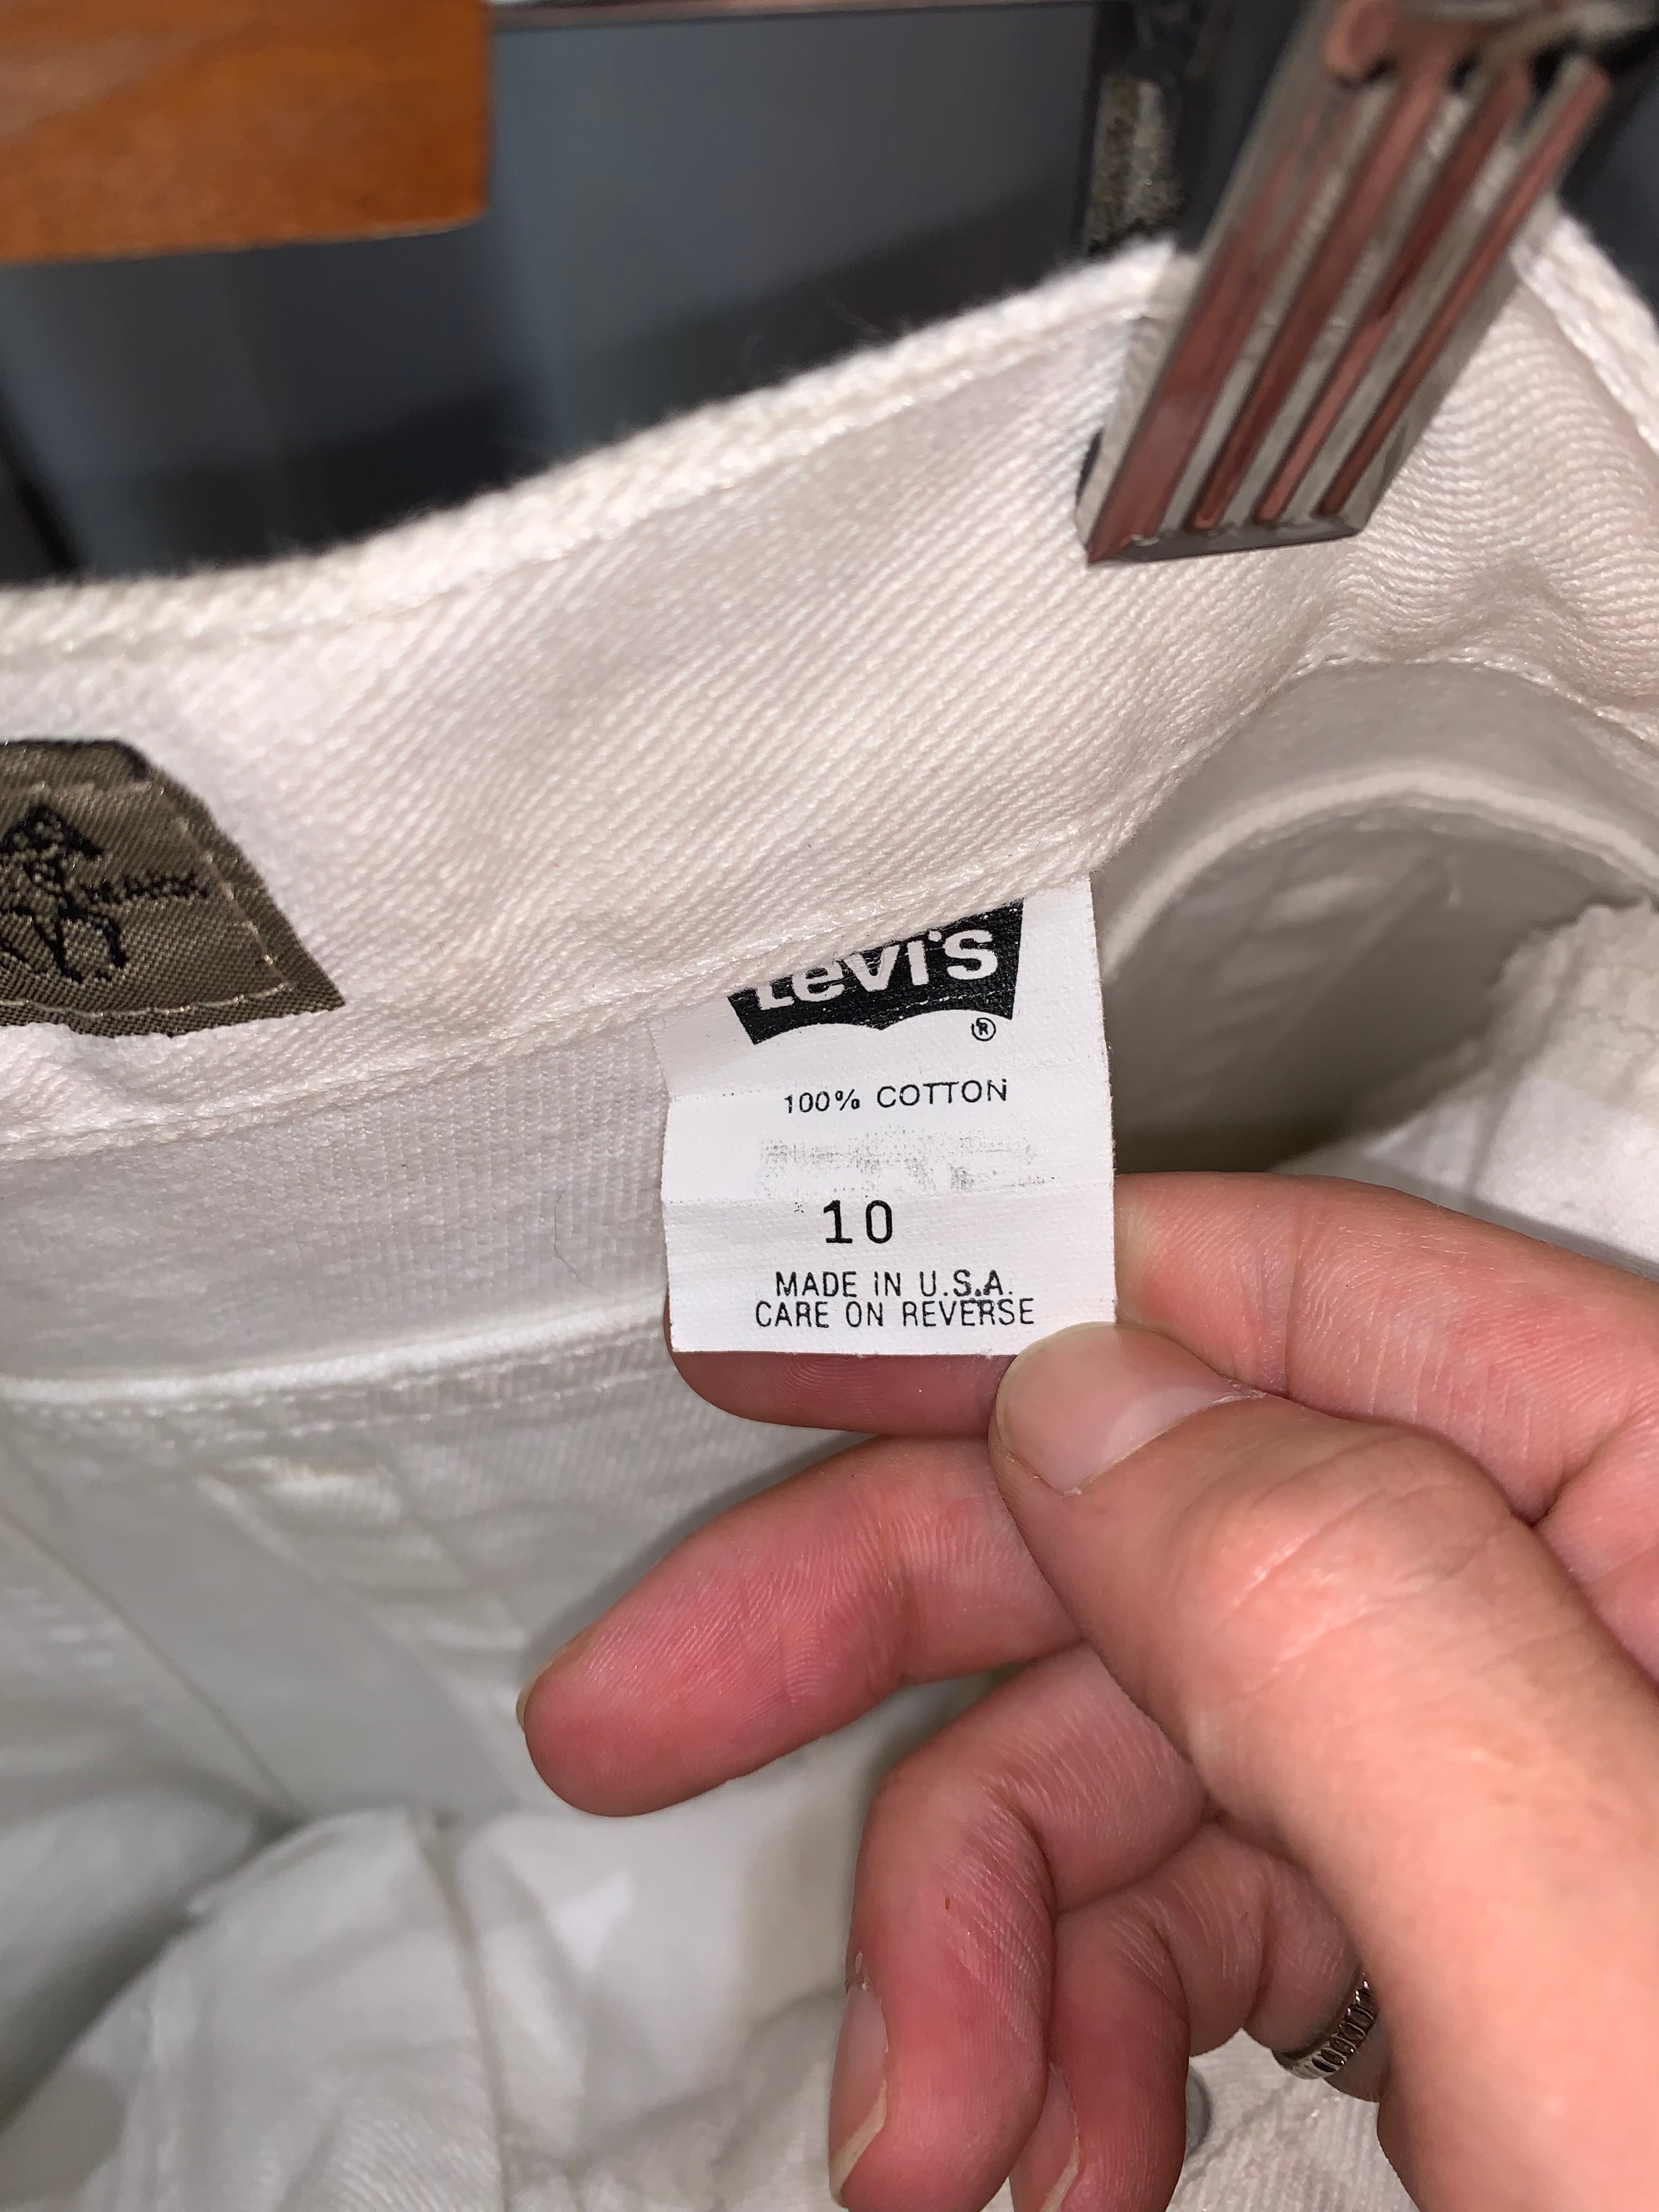 Levi's
®
100% COTTON
10
MADE IN U.S.A.
CARE ON REVERSE